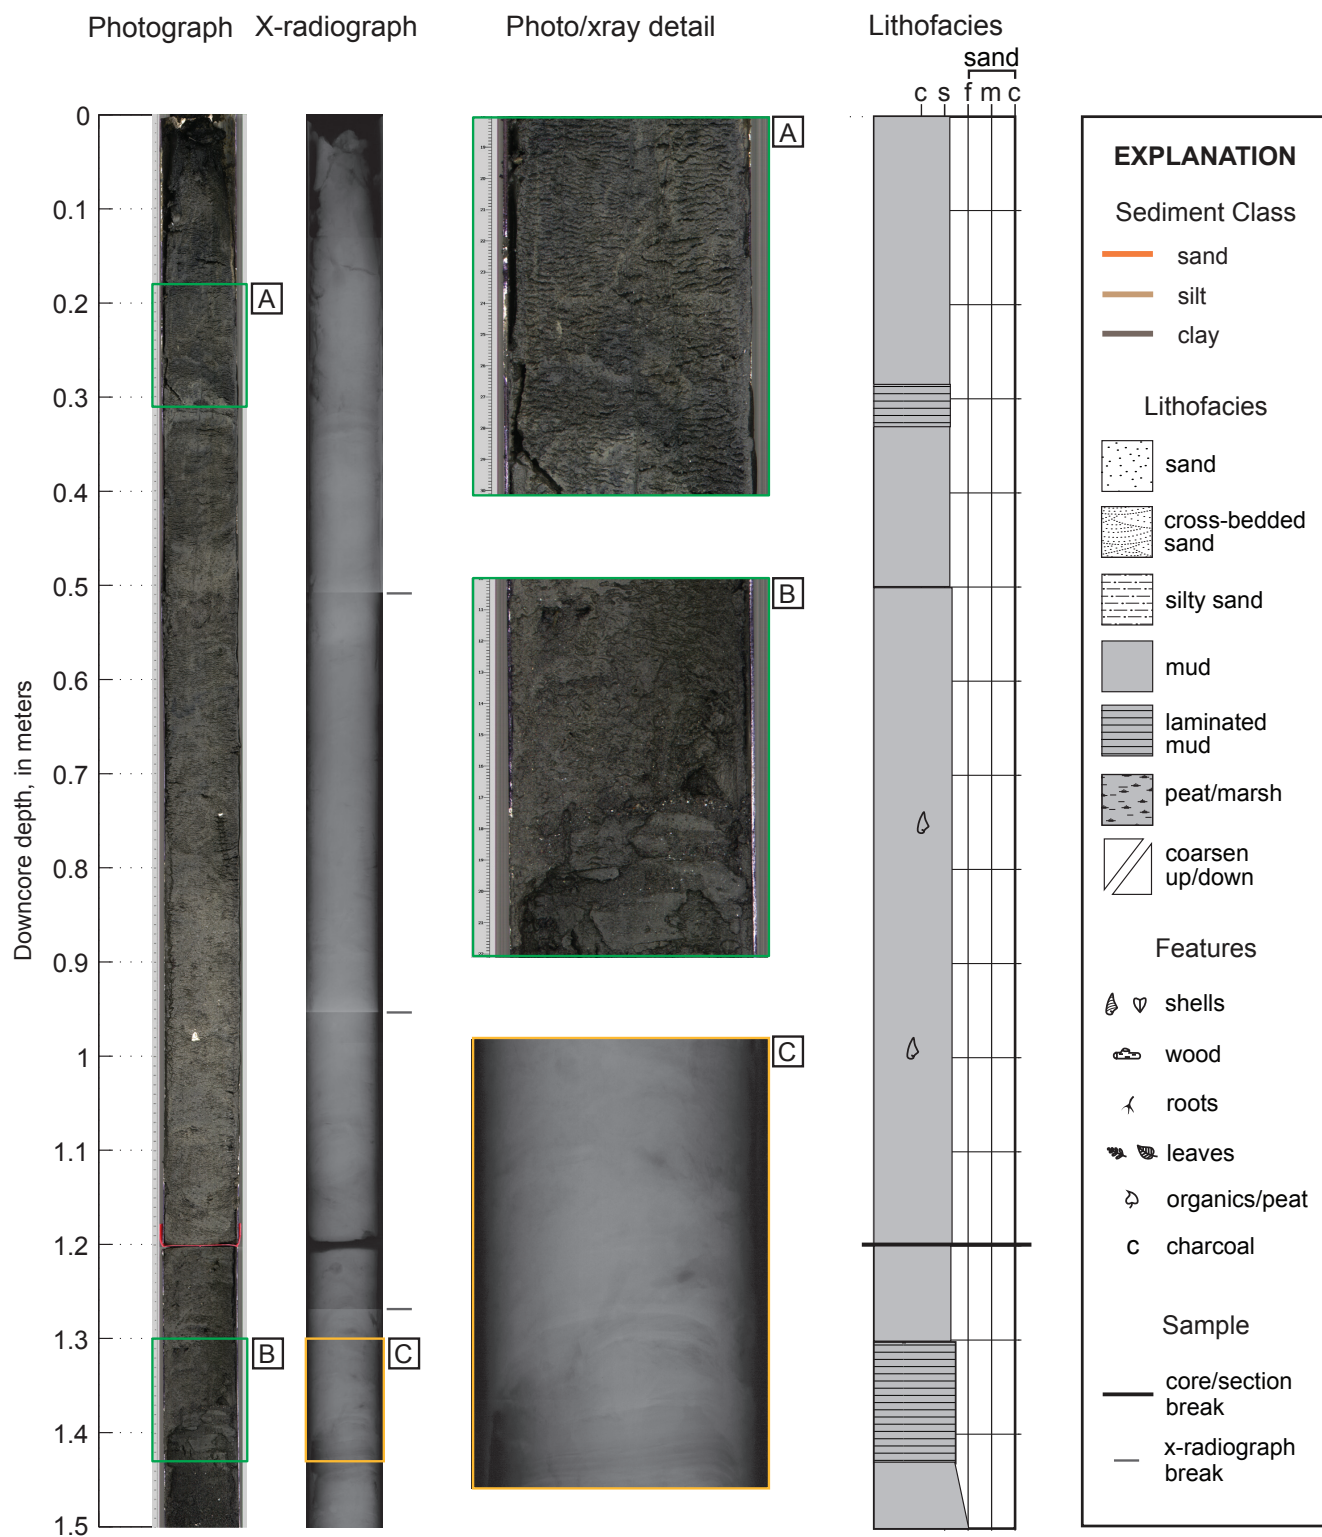 Photograph
X-radiograph
Photo/xray detail
Lithofacies
sand
c s f m c
0
0.1
0.2
0.3
0.4
0.5
0.6
0.7
0.8
0.9
1
1.1
1.2
1.3
1.4
1.5
Downcore depth, in meters
A
B
C
A
B
C
EXPLANATION
Sediment Class
sand
silt
clay
Lithofacies
sand
cross-bedded
sand
silty sand
mud
laminated
mud
peat/marsh
coarsen
up/down
Features
shells
wood
roots
leaves
organics/peat
c charcoal
Sample
core/section
break
x-radiograph
break